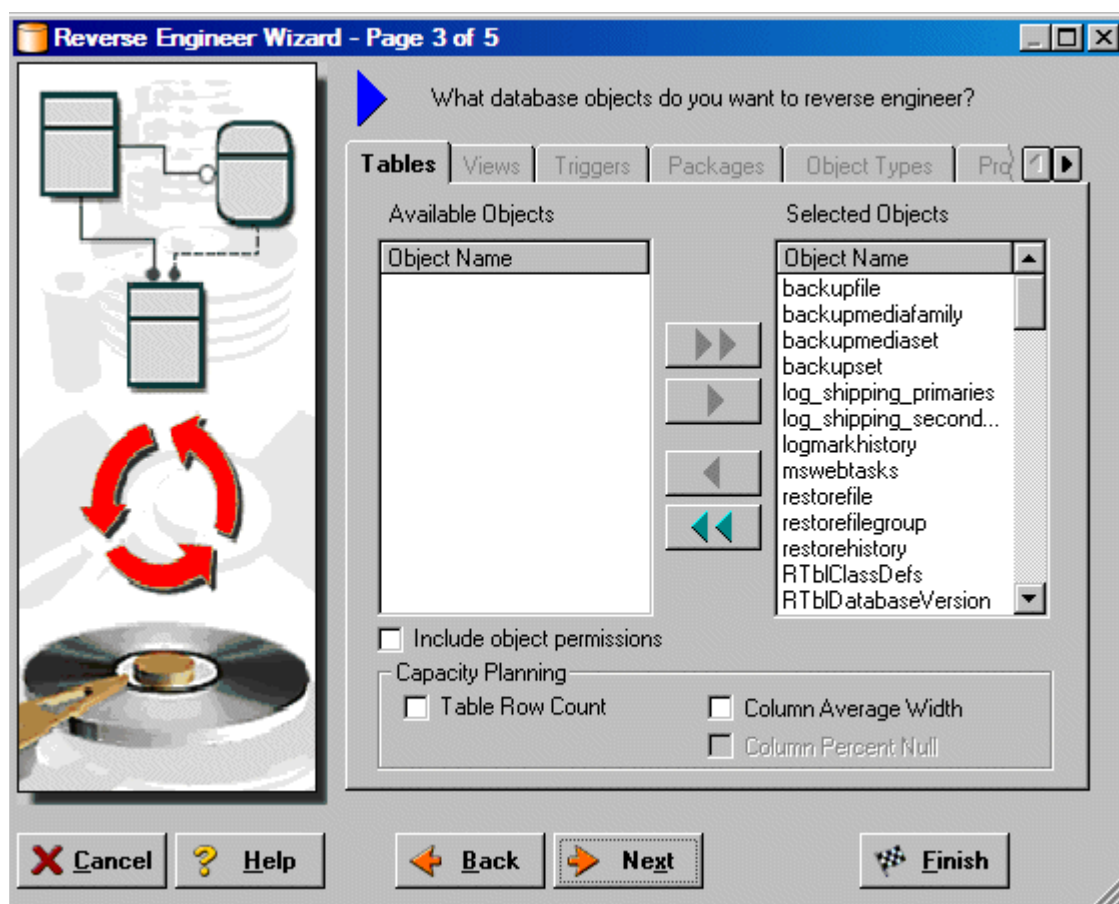 Reverse Engineer Wizard - Page 3 of 5
What database objects do you want to reverse engineer?
Tables Views Triggers Packages Object Types
Available Objects Selected Objects
Object Name Object Name
backupfile
backupmediafamily
backupmediaset
backupset
log_shipping_primaries
log_shipping_second...
logmarkhistory
mswebtasks
restorefile
restorefilegroup
restorehistory
RTblClassDefs
RTblDatabaseVersion
Include object permissions
Capacity Planning
Table Row Count Column Average Width
Column Percent Null
Cancel Help Back Next Finish